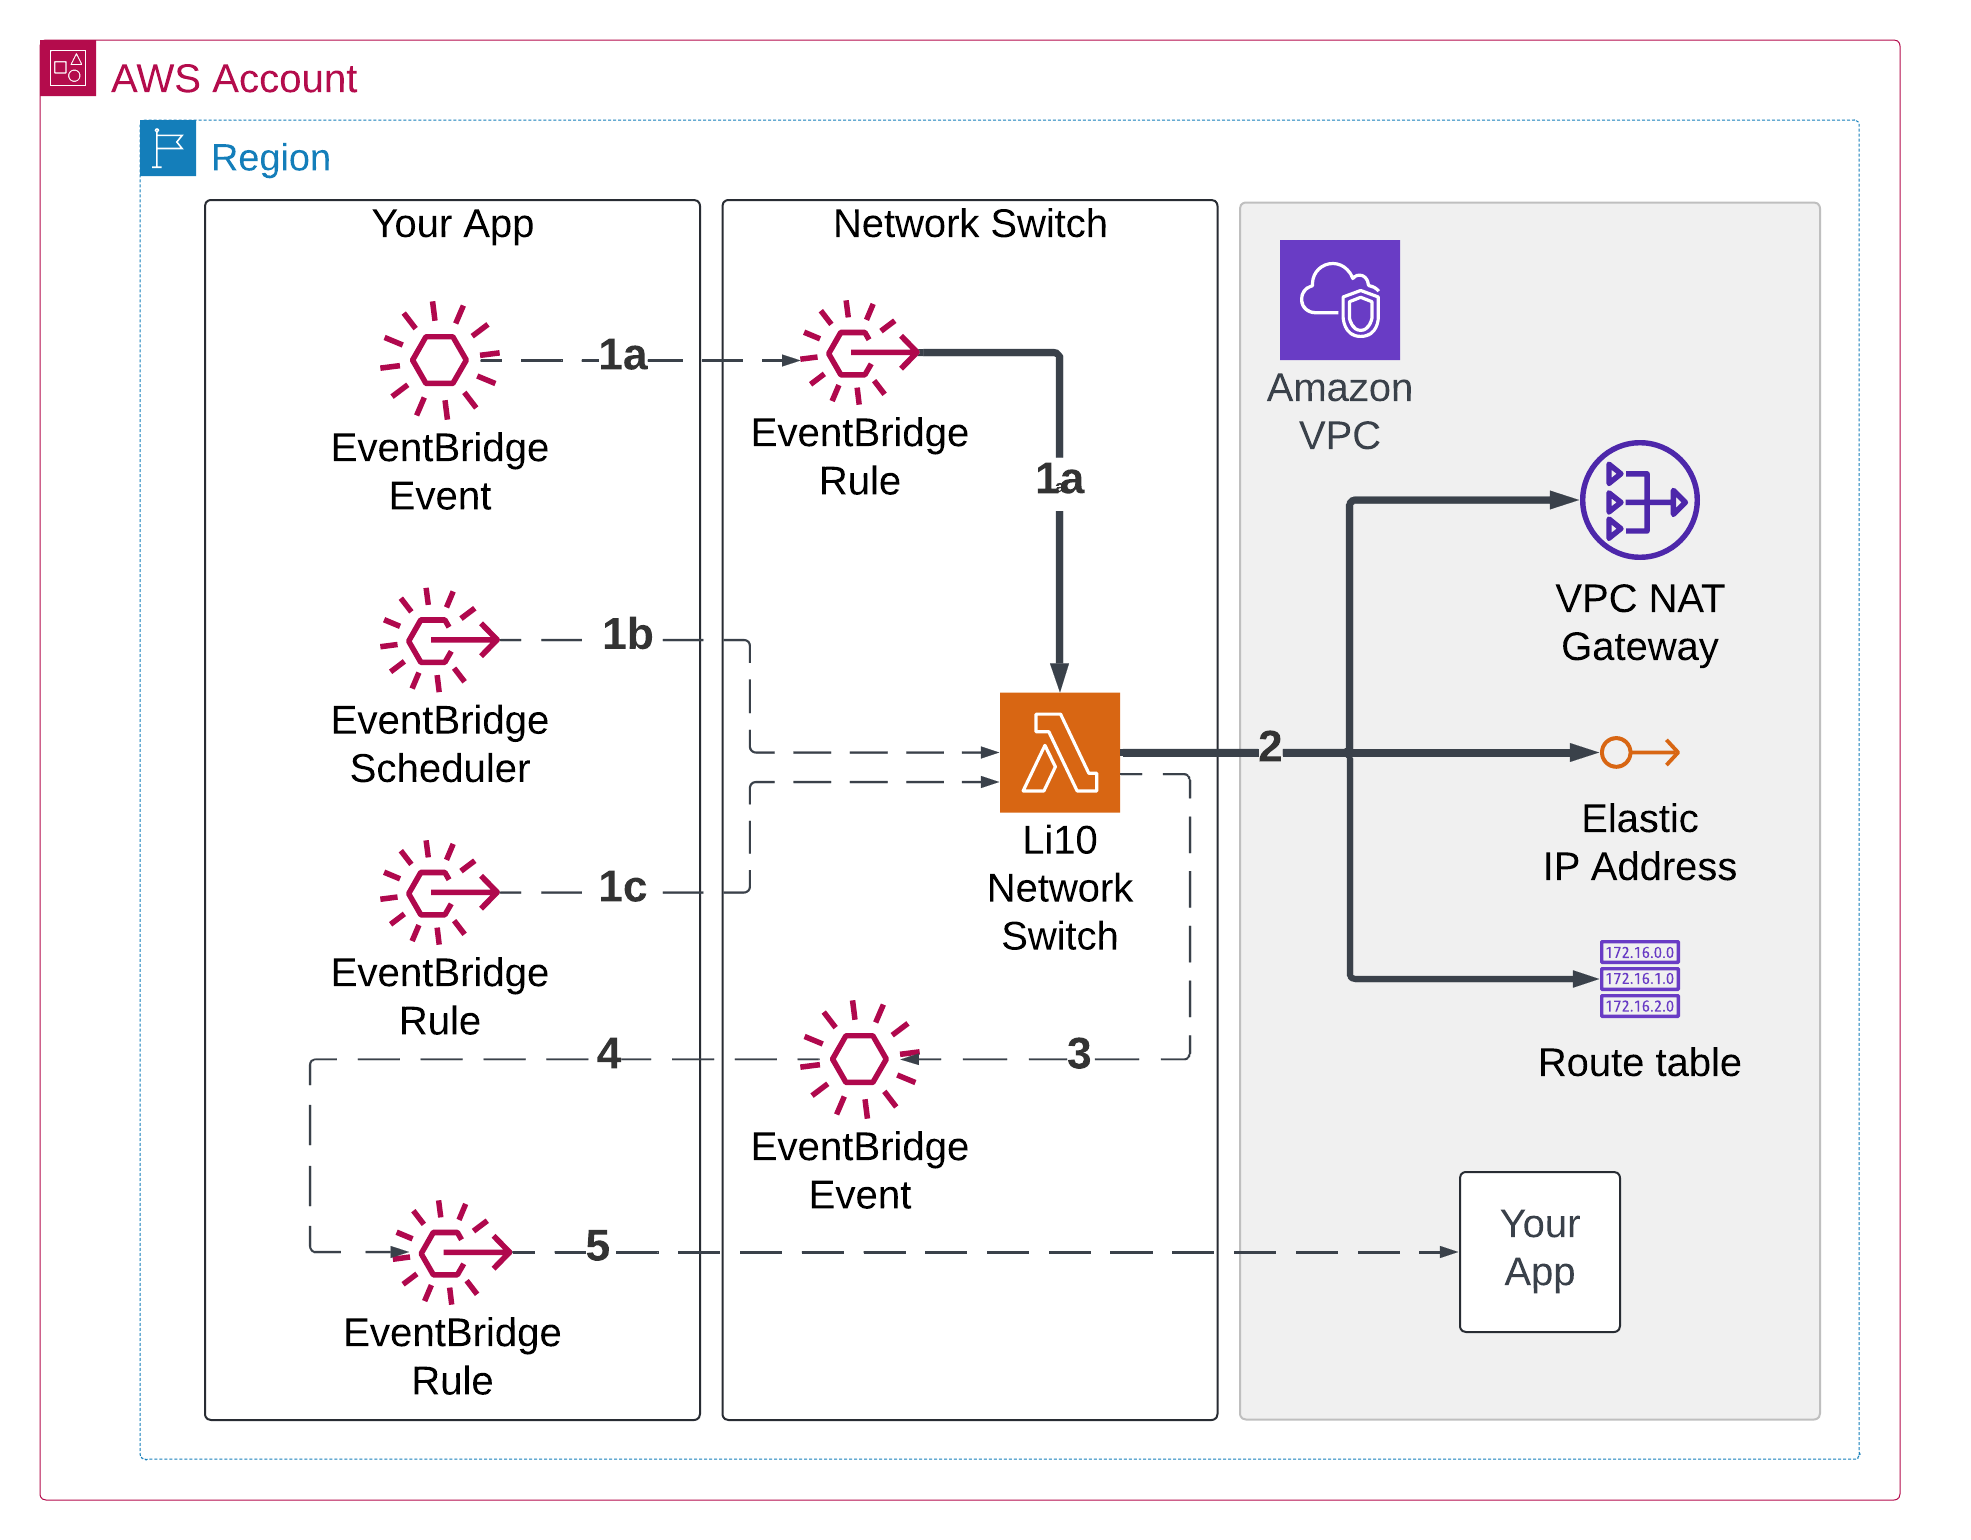 AWS Account
Region
Your App
Network Switch
1a
EventBridge
Event
EventBridge
Rule
1a
Amazon
VPC
VPC NAT
Gateway
1b
EventBridge
Scheduler
2
Elastic
IP Address
Li10
Network
Switch
1c
EventBridge
Rule
172.16.0.0
172.16.1.0
172.16.2.0
Route table
4
3
EventBridge
Event
5
EventBridge
Rule
Your
App